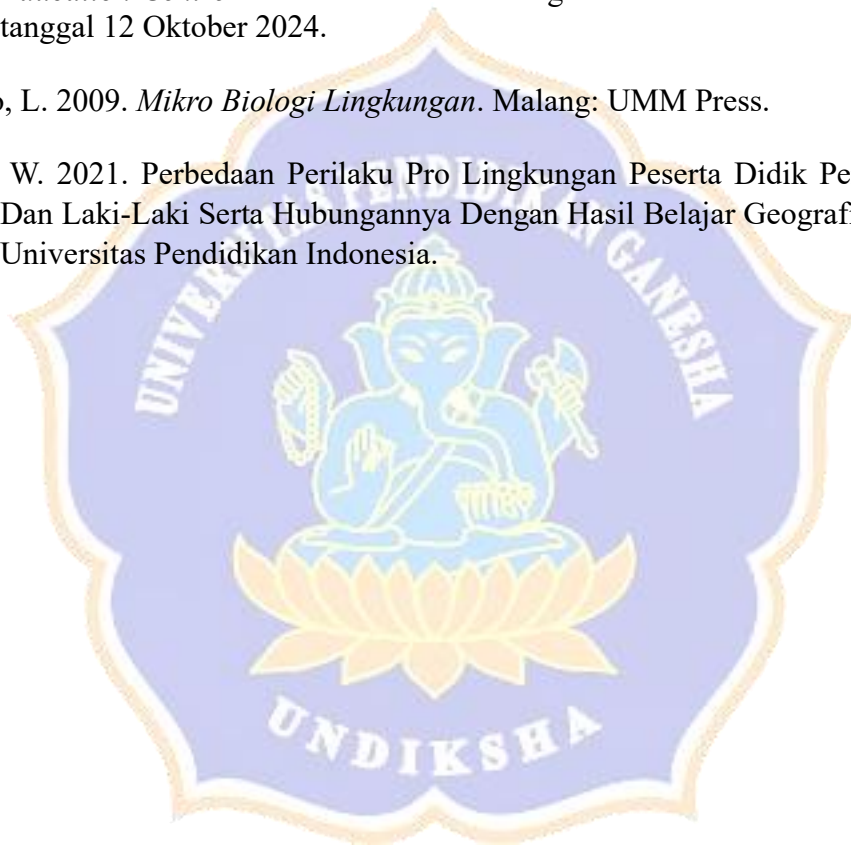 tanggal 12 Oktober 2024.
, L. 2009. Mikro Biologi Lingkungan. Malang: UMM Press.
W. 2021. Perbedaan Perilaku Pro Lingkungan Peserta Didik Pe
Dan Laki-Laki Serta Hubungannya Dengan Hasil Belajar Geografi
Universitas Pendidikan Indonesia.
UNIVERSITAS PENDIDIKAN GANESHA
UNDIKSHA